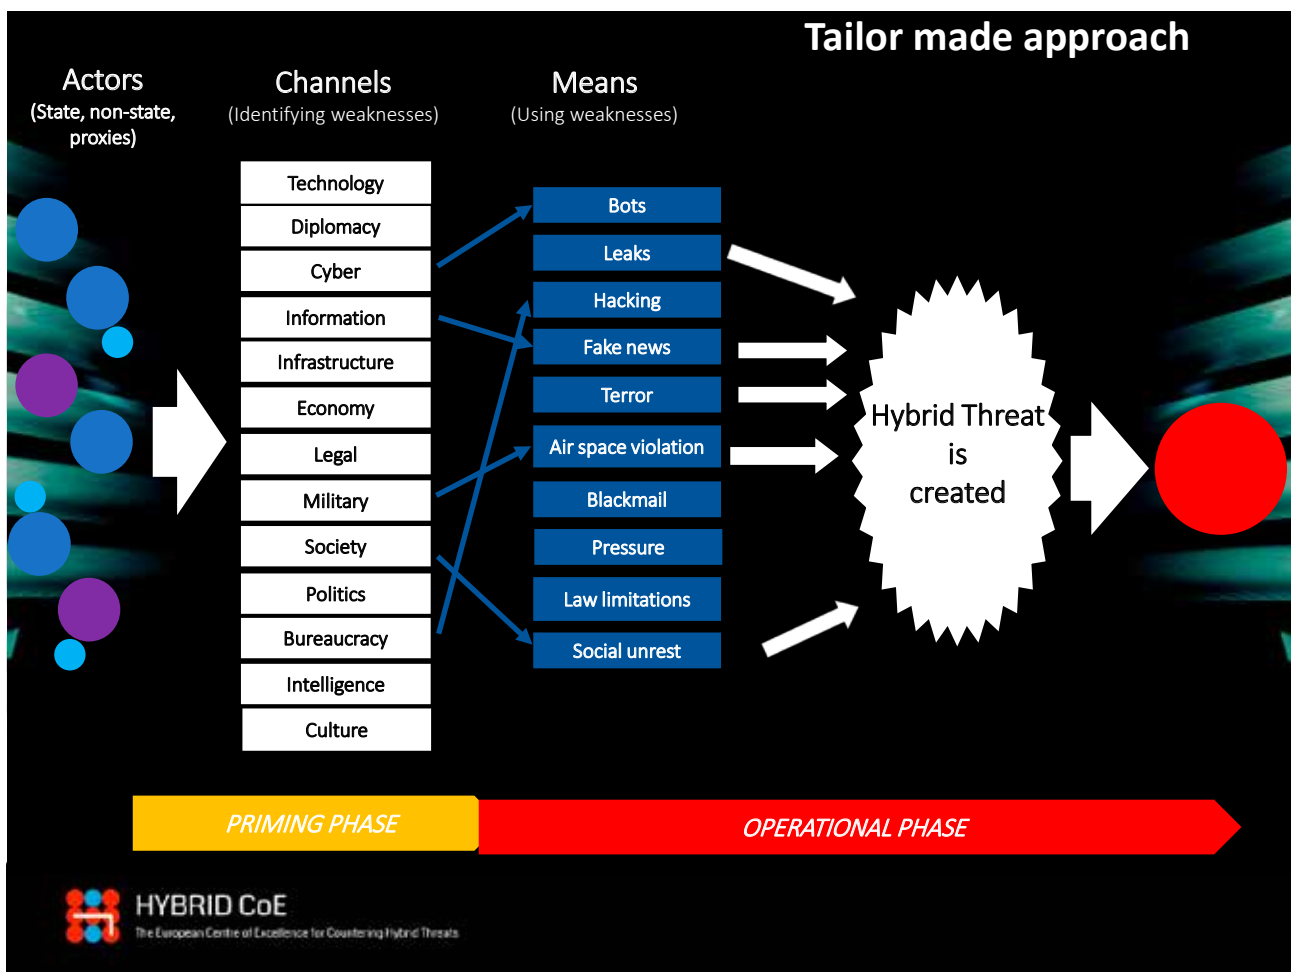 Tailor made approach
Actors
(State, non-state,
proxies)
Channels
(Identifying weaknesses)
Means
(Using weaknesses)
Technology
Diplomacy
Cyber
Information
Infrastructure
Economy
Legal
Military
Society
Politics
Bureaucracy
Intelligence
Culture
Bots
Leaks
Hacking
Fake news
Terror
Air space violation
Blackmail
Pressure
Law limitations
Social unrest
Hybrid Threat
is
created
PRIMING PHASE
OPERATIONAL PHASE
HYBRID CoE
The European Centre of Excellence for Countering Hybrid Threats